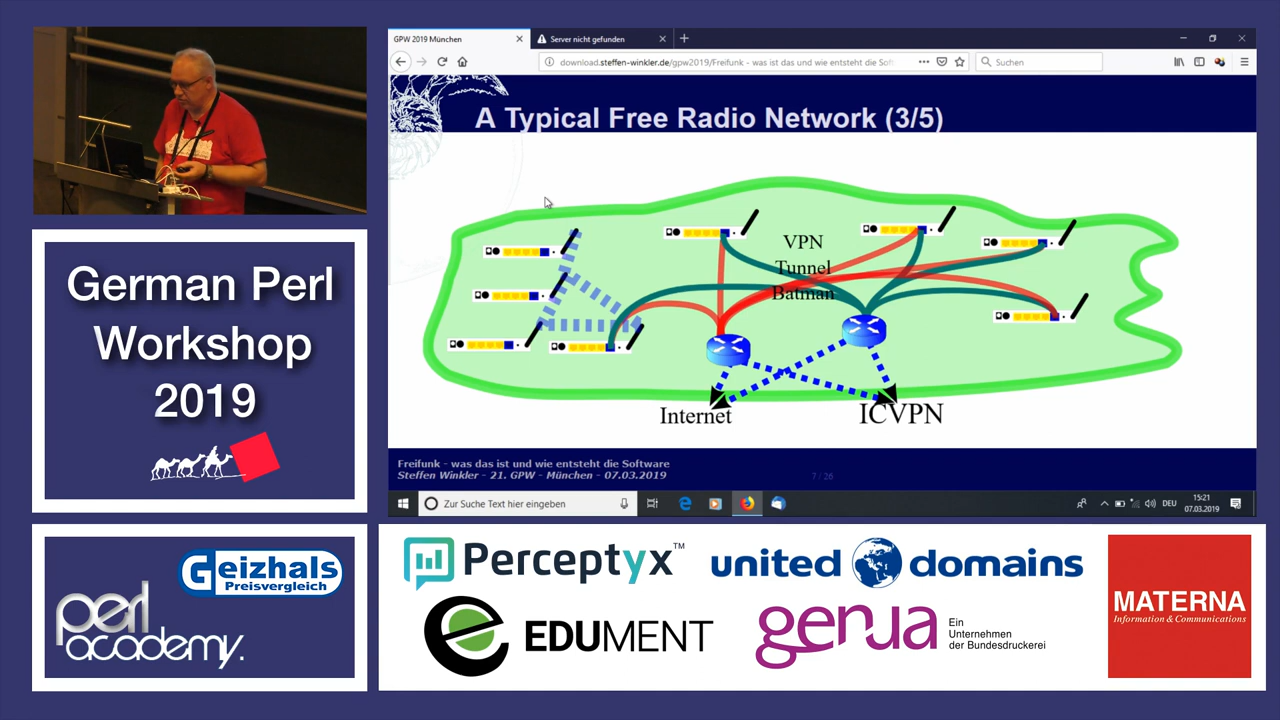 GPW 2019 München
Server nicht gefunden
download.steffen-winkler.de/gpw2019/Freifunk - was das ist und wie entsteht die Sof
Suchen
A Typical Free Radio Network (3/5)
VPN
Tunnel
Batman
Internet
ICVPN
Freifunk - was das ist und wie entsteht die Software
Steffen Winkler - 21. GPW - München - 07.03.2019
7 / 26
Zur Suche Text hier eingeben
DEU
15:21
07.03.2019
German Perl
Workshop
2019
Geizhals
Preisvergleich
perl
academy.
Perceptyx™
united domains
EDUMENT
genua
Ein
Unternehmen
der Bundesdruckerei
MATERNA
Information & Communications